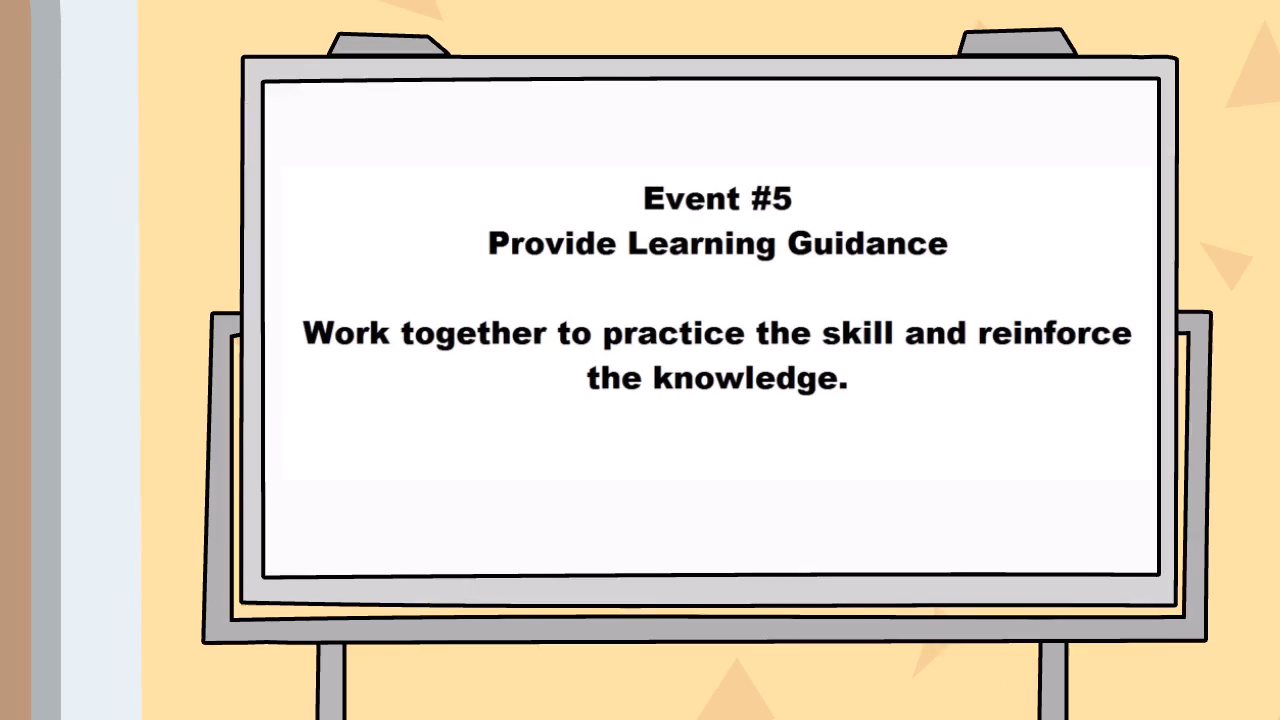 Event #5
Provide Learning Guidance
Work together to practice the skill and reinforce
the knowledge.